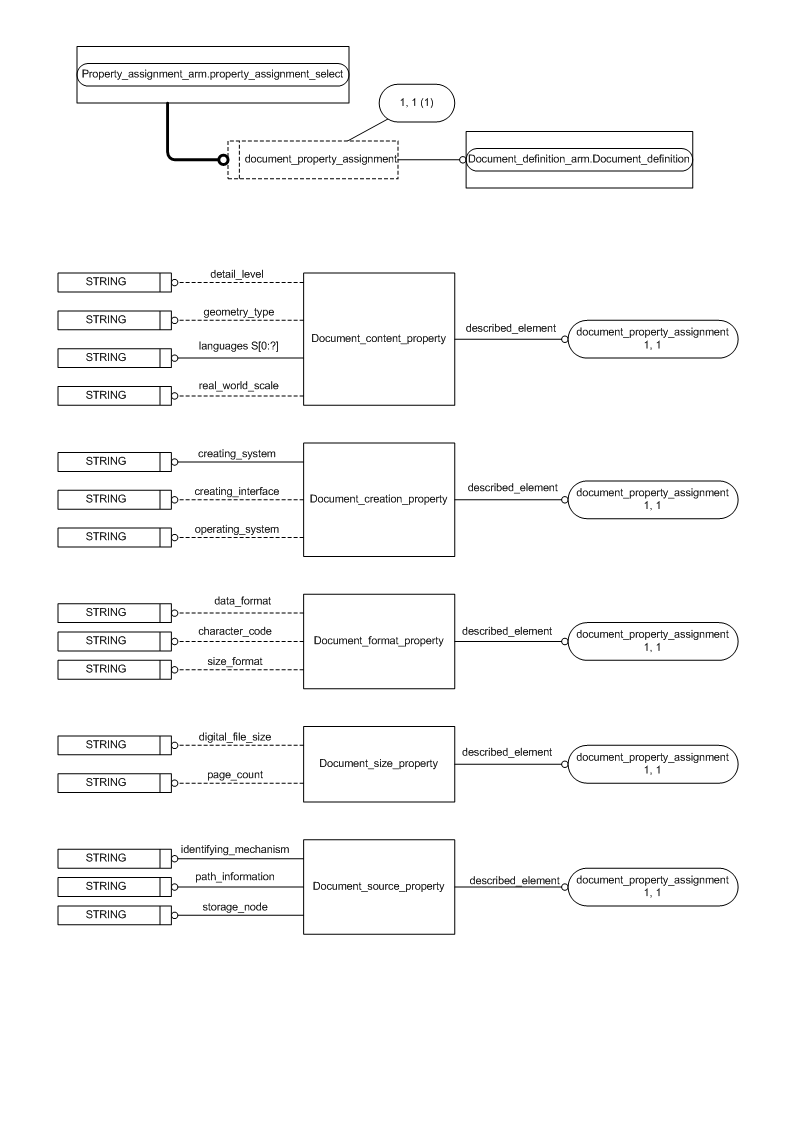 Property_assignment_arm.property_assignment_select
1, 1 (1)
document_property_assignment
Document_definition_arm.Document_definition
STRING
detail_level
STRING
geometry_type
STRING
languages S[0:?]
STRING
real_world_scale
Document_content_property
described_element
document_property_assignment
1, 1
STRING
creating_system
STRING
creating_interface
STRING
operating_system
Document_creation_property
described_element
document_property_assignment
1, 1
STRING
data_format
STRING
character_code
STRING
size_format
Document_format_property
described_element
document_property_assignment
1, 1
STRING
digital_file_size
STRING
page_count
Document_size_property
described_element
document_property_assignment
1, 1
STRING
identifying_mechanism
STRING
path_information
STRING
storage_node
Document_source_property
described_element
document_property_assignment
1, 1